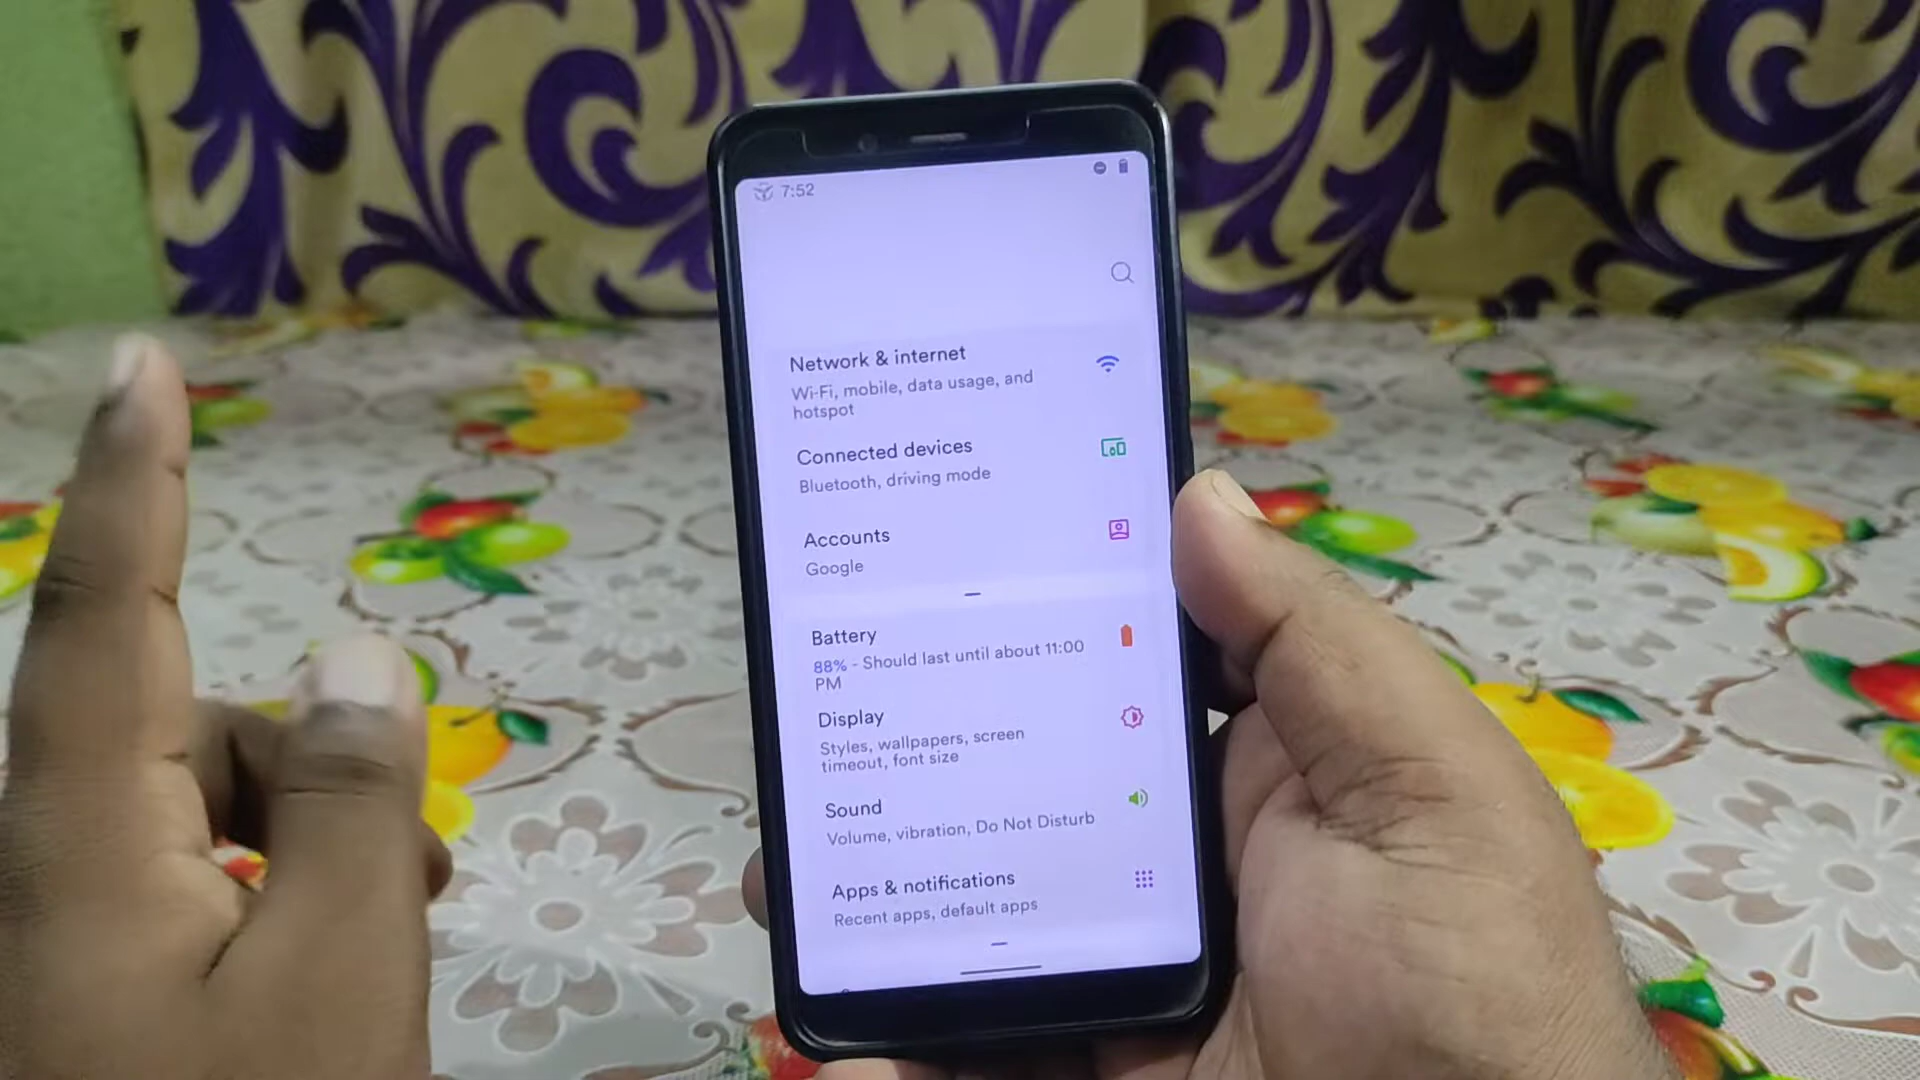 7:52
Network & internet
Wi-Fi, mobile, data usage, and
hotspot
Connected devices
Bluetooth, driving mode
Accounts
Google
Battery
88% - Should last until about 11:00
PM
Display
Styles, wallpapers, screen
timeout, font size
Sound
Volume, vibration, Do Not Disturb
Apps & notifications
Recent apps, default apps